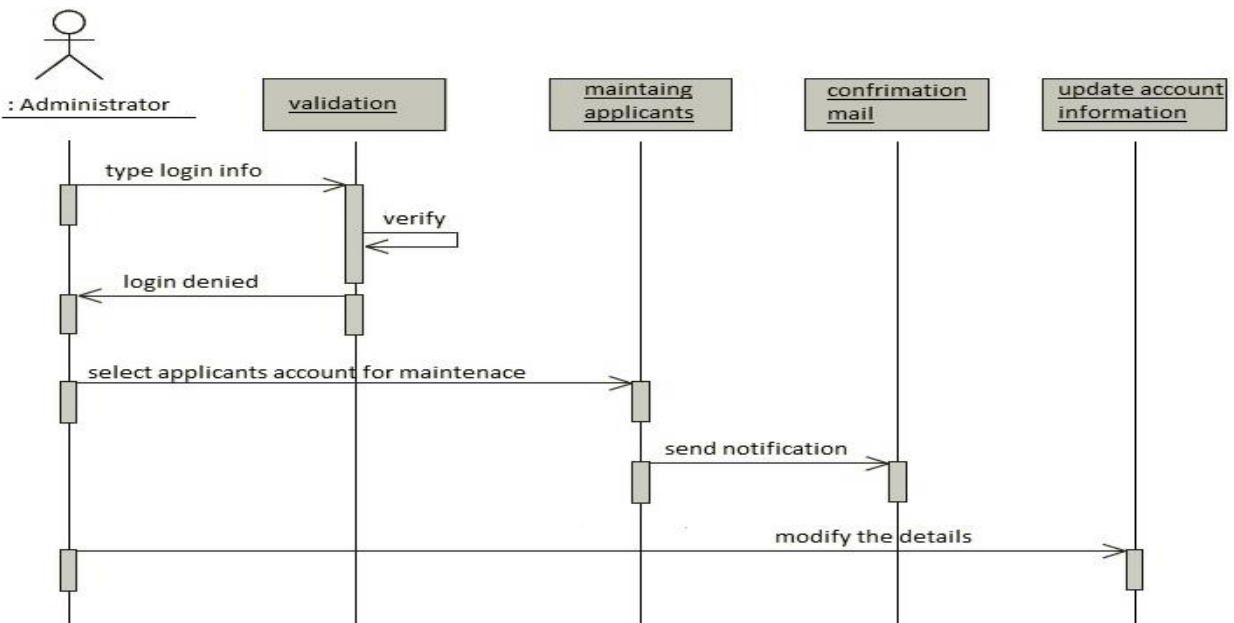 : Administrator
validation
maintaing
applicants
confrimation
mail
update account
information
type login info
verify
login denied
select applicants account for maintenace
send notification
modify the details